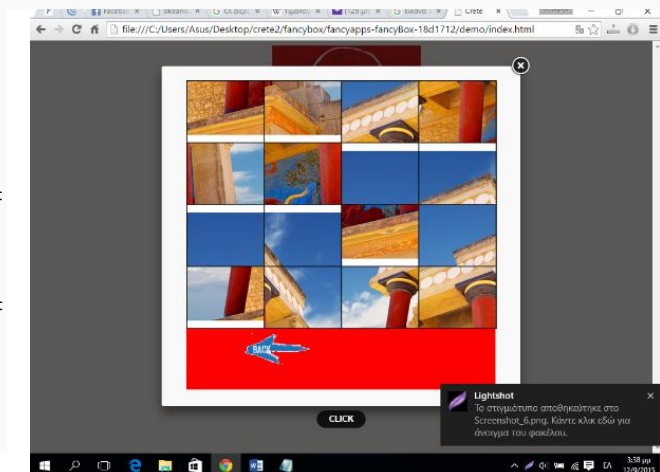 Crete
file:///C:/Users/Asus/Desktop/crete2/fancybox/fancyapps-fancyBox-18d1712/demo/index.html
BACK
CLICK
Lightshot
Το στιγμιότυπο αποθηκεύτηκε στο
Screenshot_6.png. Κάντε κλικ εδώ για
άνοιγμα του φακέλου.
3:58 μμ
12/9/2015